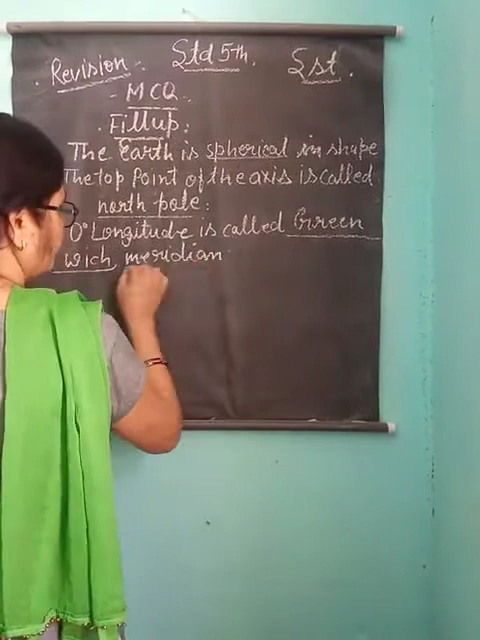 Std 5th.
Revision. Sst.
MCQ.
Fillup:
The Earth is spherical in shape
The top Point of the axis is called
north pole:
0° Longitude is called Green
wich meridian